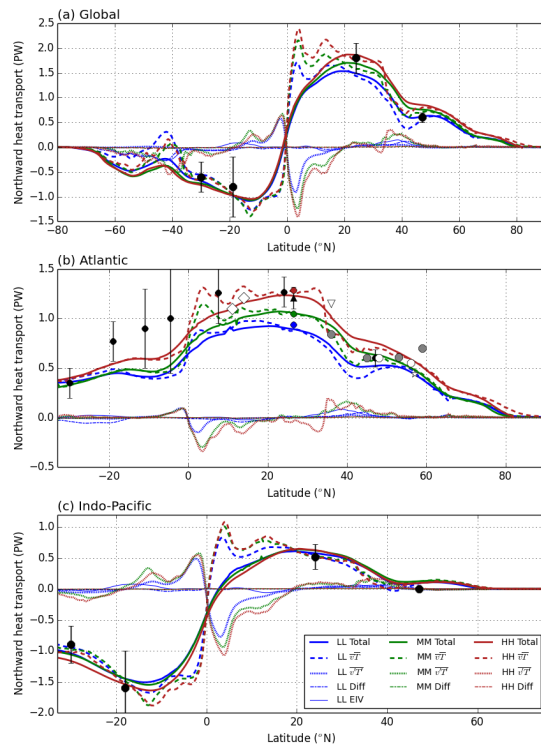 (a) Global
Northward heat transport (PW)
2.5
2.0
1.5
1.0
0.5
0.0
−0.5
−1.0
−1.5
−80 −60 −40 −20 0 20 40 60 80
Latitude (°N)
(b) Atlantic
Northward heat transport (PW)
1.5
1.0
0.5
0.0
−0.5
−20 0 20 40 60 80
Latitude (°N)
(c) Indo-Pacific
Northward heat transport (PW)
1.0
0.5
0.0
−0.5
−1.0
−1.5
−2.0
−20 0 20 40 60
Latitude (°N)
LL Total MM Total HH Total
LL v̅T̅ MM v̅T̅ HH v̅T̅
LL v'T' MM v'T' HH v'T'
LL Diff MM Diff HH Diff
LL EIV